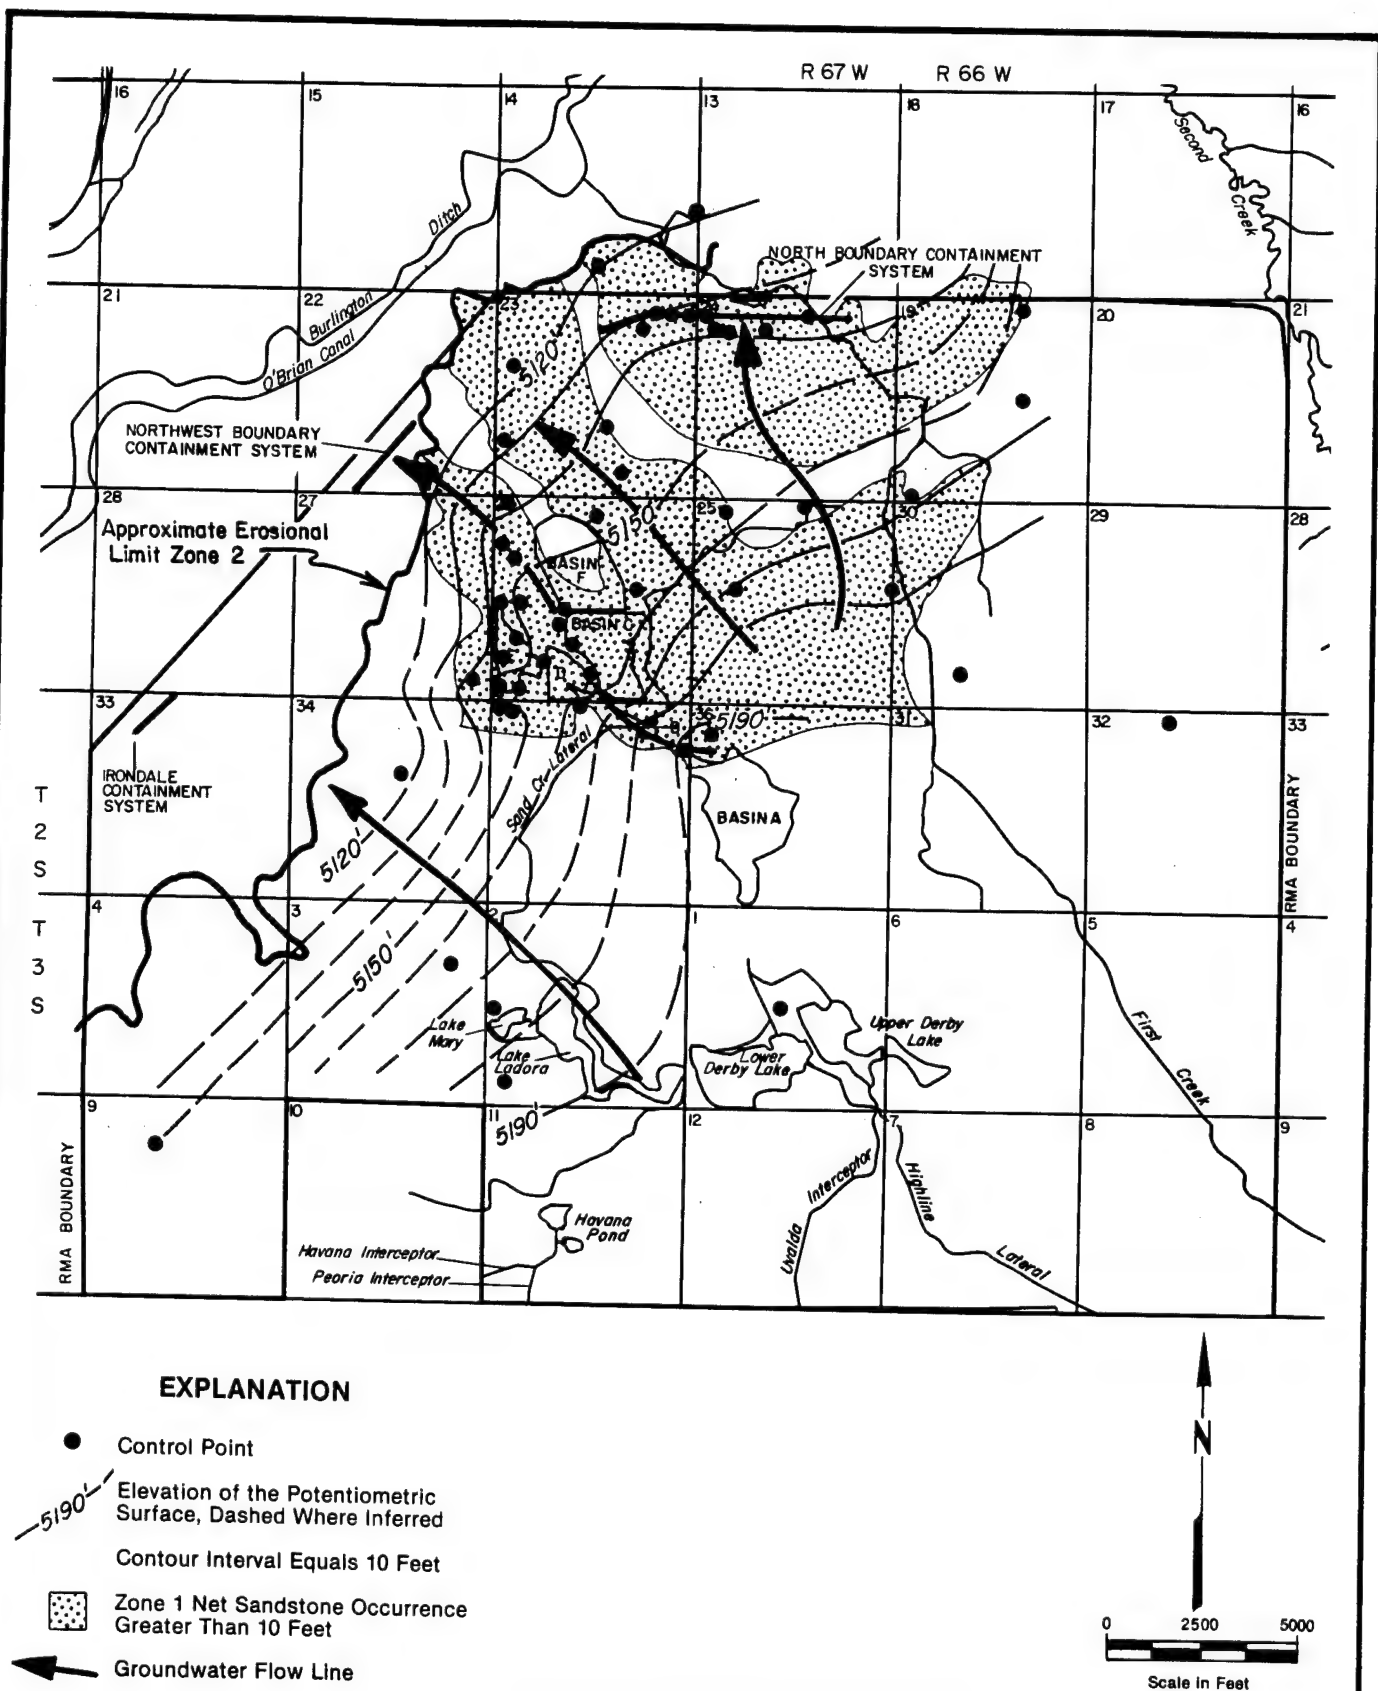 R 67 W
R 66 W
16
15
14
13
18
17
16
Second
Creek
Ditch
NORTH BOUNDARY CONTAINMENT
SYSTEM
21
22
23
19
20
21
Burlington
O'Brian Canal
5120'
NORTHWEST BOUNDARY
CONTAINMENT SYSTEM
28
27
25
30
29
28
5150'
Approximate Erosional
Limit Zone 2
BASIN
F
BASIN C
33
34
36
31
32
33
5190'
Sand Cr. Lateral
IRONDALE
CONTAINMENT
SYSTEM
BASIN A
T
2
S
T
3
S
RMA BOUNDARY
5120'
4
3
2
1
6
5
4
5150'
Lake
Mary
Lake
Ladora
Lower
Derby Lake
Upper Derby
Lake
First
Creek
9
10
11
12
7
8
9
5190'
RMA BOUNDARY
Uvalda
Interceptor
Highline
Lateral
Havana
Pond
Havana Interceptor
Peoria Interceptor
EXPLANATION
Control Point
5190'
Elevation of the Potentiometric
Surface, Dashed Where Inferred
Contour Interval Equals 10 Feet
Zone 1 Net Sandstone Occurrence
Greater Than 10 Feet
Groundwater Flow Line
N
0 2500 5000
Scale in Feet